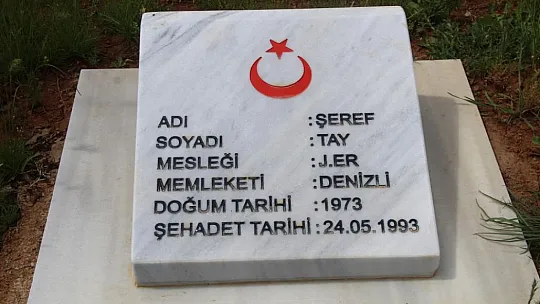 ADI : ŞEREF
SOYADI : TAY
MESLEĞİ : J.ER
MEMLEKETİ : DENİZLİ
DOĞUM TARİHİ : 1973
ŞEHADET TARİHİ : 24.05.1993